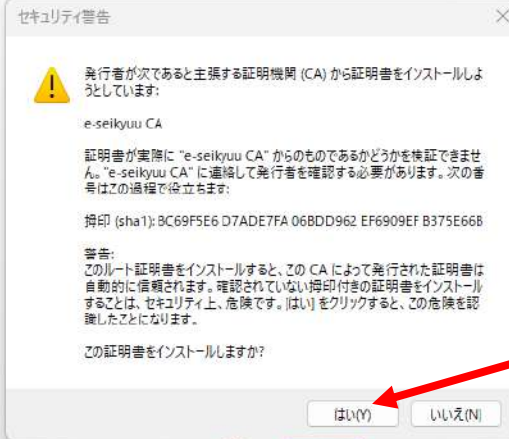 セキュリティ警告
発行者が次であると主張する証明機関 (CA) から証明書をインストールしよ
うとしています:
e-seikyuu CA
証明書が実際に "e-seikyuu CA" からのものであるかどうかを検証できませ
ん。"e-seikyuu CA" に連絡して発行者を確認する必要があります。次の番
号はこの過程で役立ちます:
拇印 (sha1): BC69F5E6 D7ADE7FA 06BDD962 EF6909EF B375E66B
警告:
このルート証明書をインストールすると、この CA によって発行された証明書は
自動的に信頼されます。確認されていない拇印付きの証明書をインストール
することは、セキュリティ上、危険です。[はい] をクリックすると、この危険を認
識したことになります。
この証明書をインストールしますか?
はい(Y) いいえ(N)